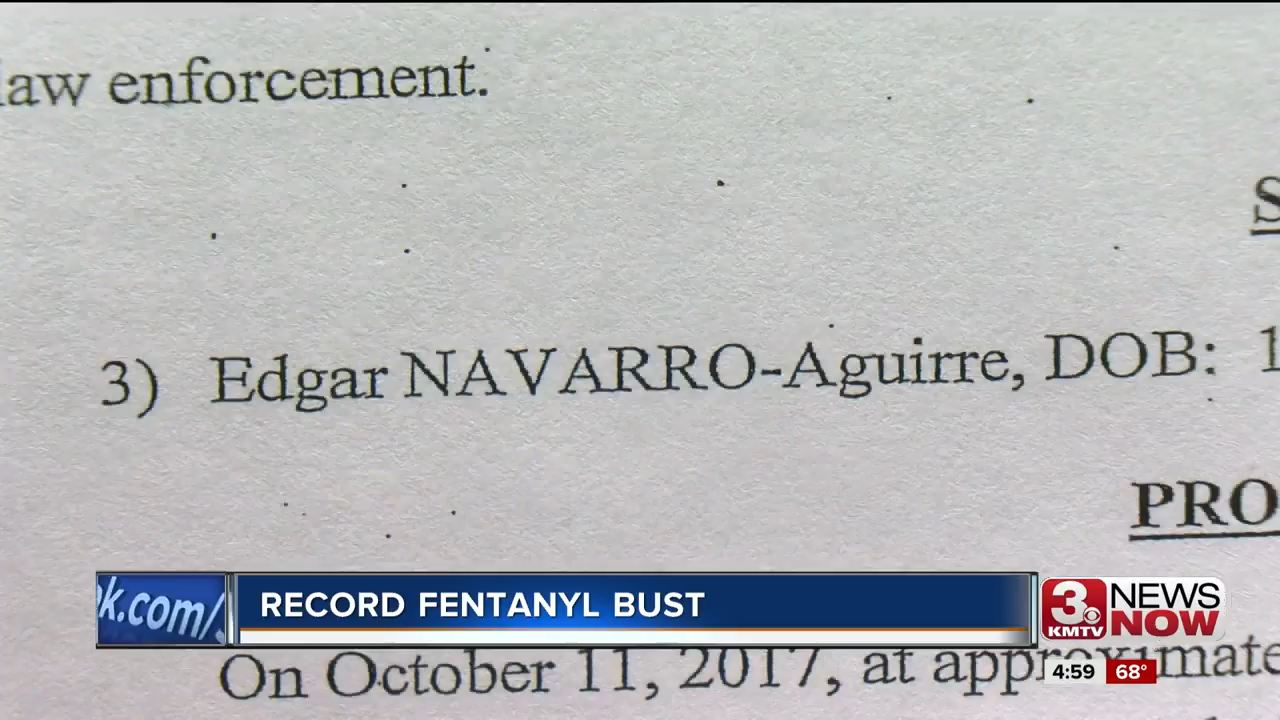 law enforcement.
S
3) Edgar NAVARRO-Aguirre, DOB: 1
PRO
k.com/
RECORD FENTANYL BUST
3 KMTV NEWS NOW
On October 11, 2017, at approximate
4:59 68°